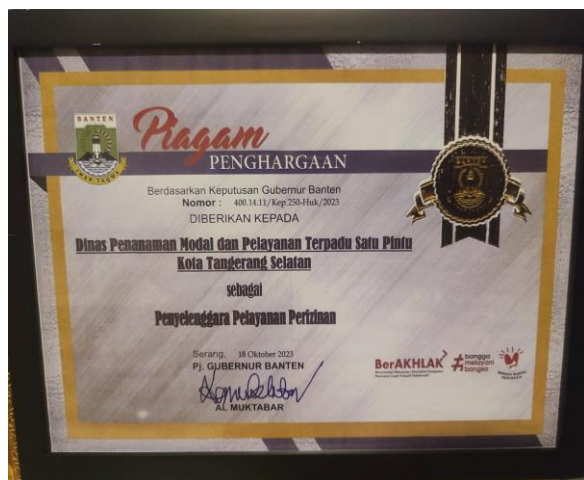 BANTEN
IMAN TAQWA
Piagam
PENGHARGAAN
Berdasarkan Keputusan Gubernur Banten
Nomor : 400.14.11/Kep.250-Huk/2023
DIBERIKAN KEPADA
Dinas Penanaman Modal dan Pelayanan Terpadu Satu Pintu
Kota Tangerang Selatan
sebagai
Penyelenggara Pelayanan Perizinan
Serang, 18 Oktober 2023
Pj. GUBERNUR BANTEN
AL MUKTABAR
BerAKHLAK
# bangga
melayani
bangsa